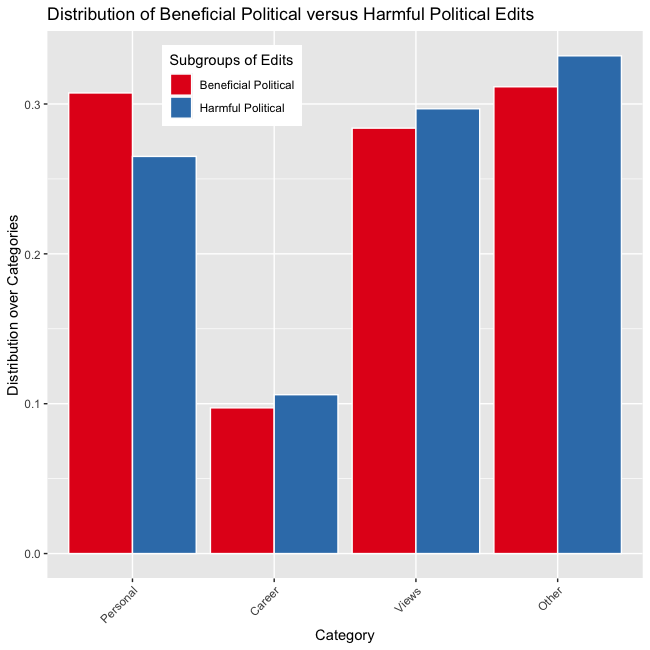 Distribution of Beneficial Political versus Harmful Political Edits
Subgroups of Edits
Beneficial Political
Harmful Political
Distribution over Categories
0.3
0.2
0.1
0.0
Personal
Career
Views
Other
Category